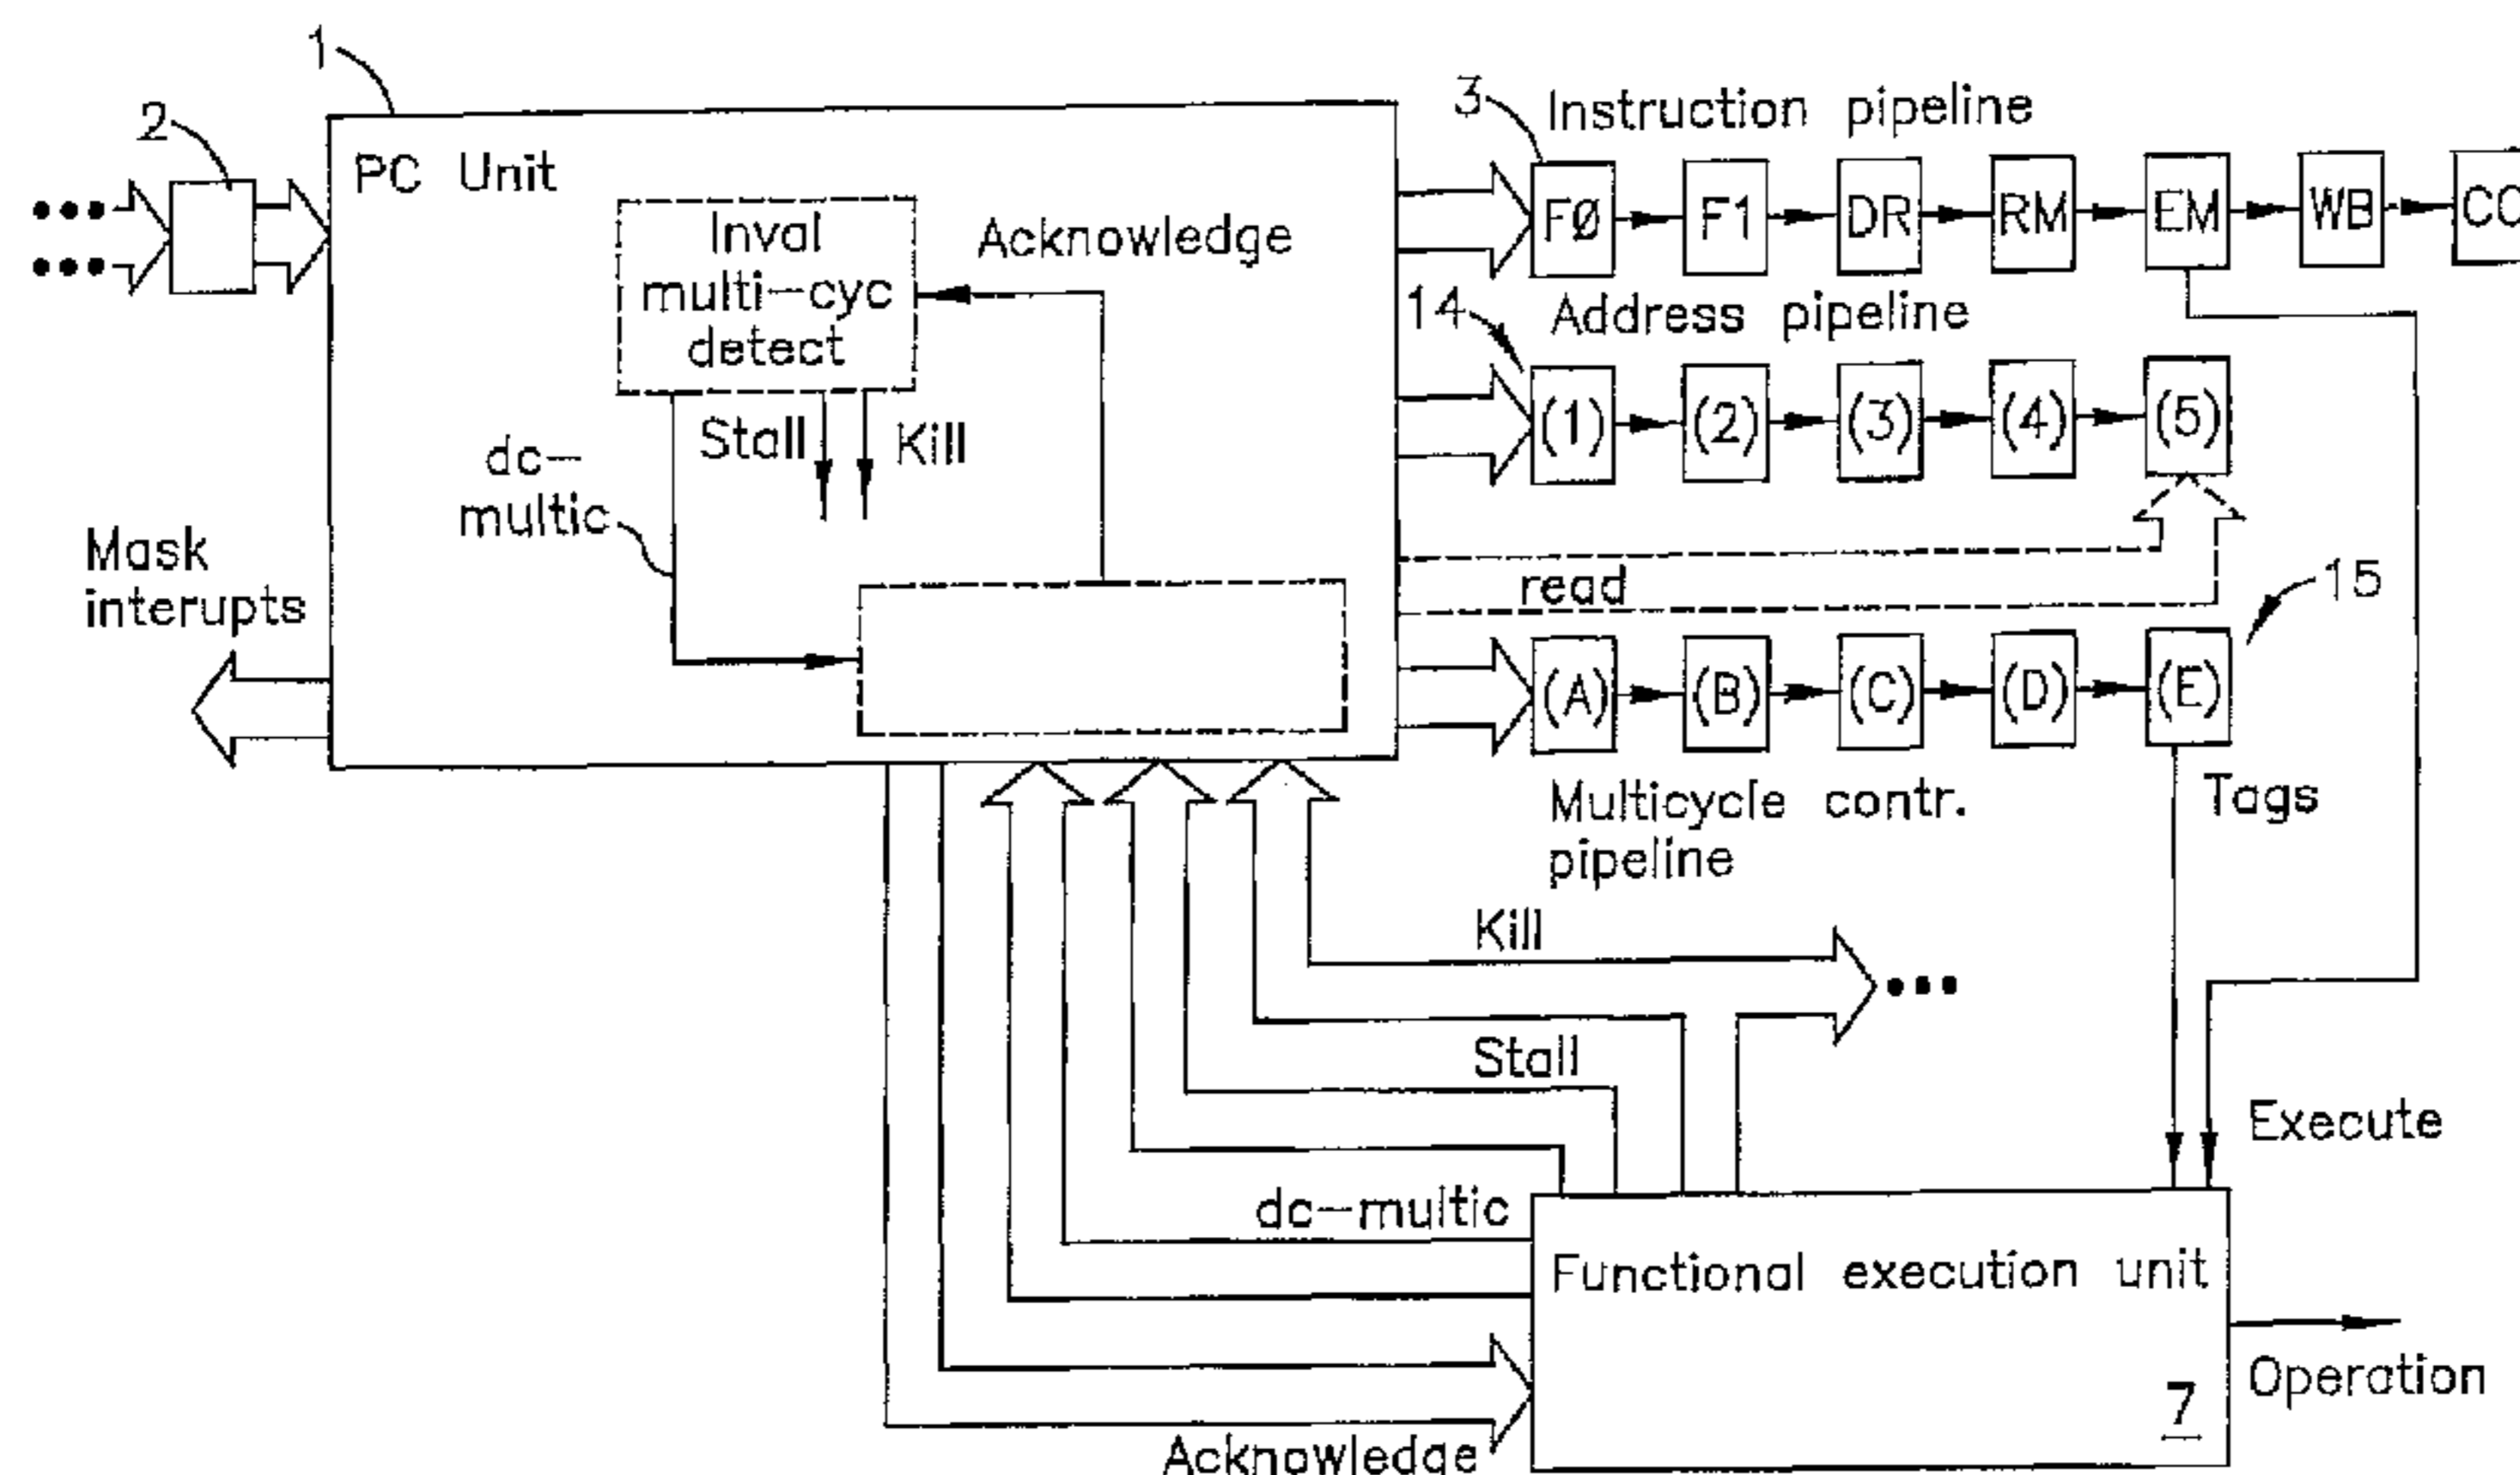 1
2
3
Instruction pipeline
PC Unit
Inval
multi-cyc
detect
Acknowledge
FØ
F1
DR
RM
EM
WB
14
Address pipeline
(1)
(2)
(3)
(4)
(5)
Stall
Kill
dc-
multic
Mask
interupts
read
15
(A)
(B)
(C)
(D)
(E)
Multicycle contr.
pipeline
Tags
Kill
Stall
Execute
dc-multic
Functional execution unit
7
Operation
Acknowledge